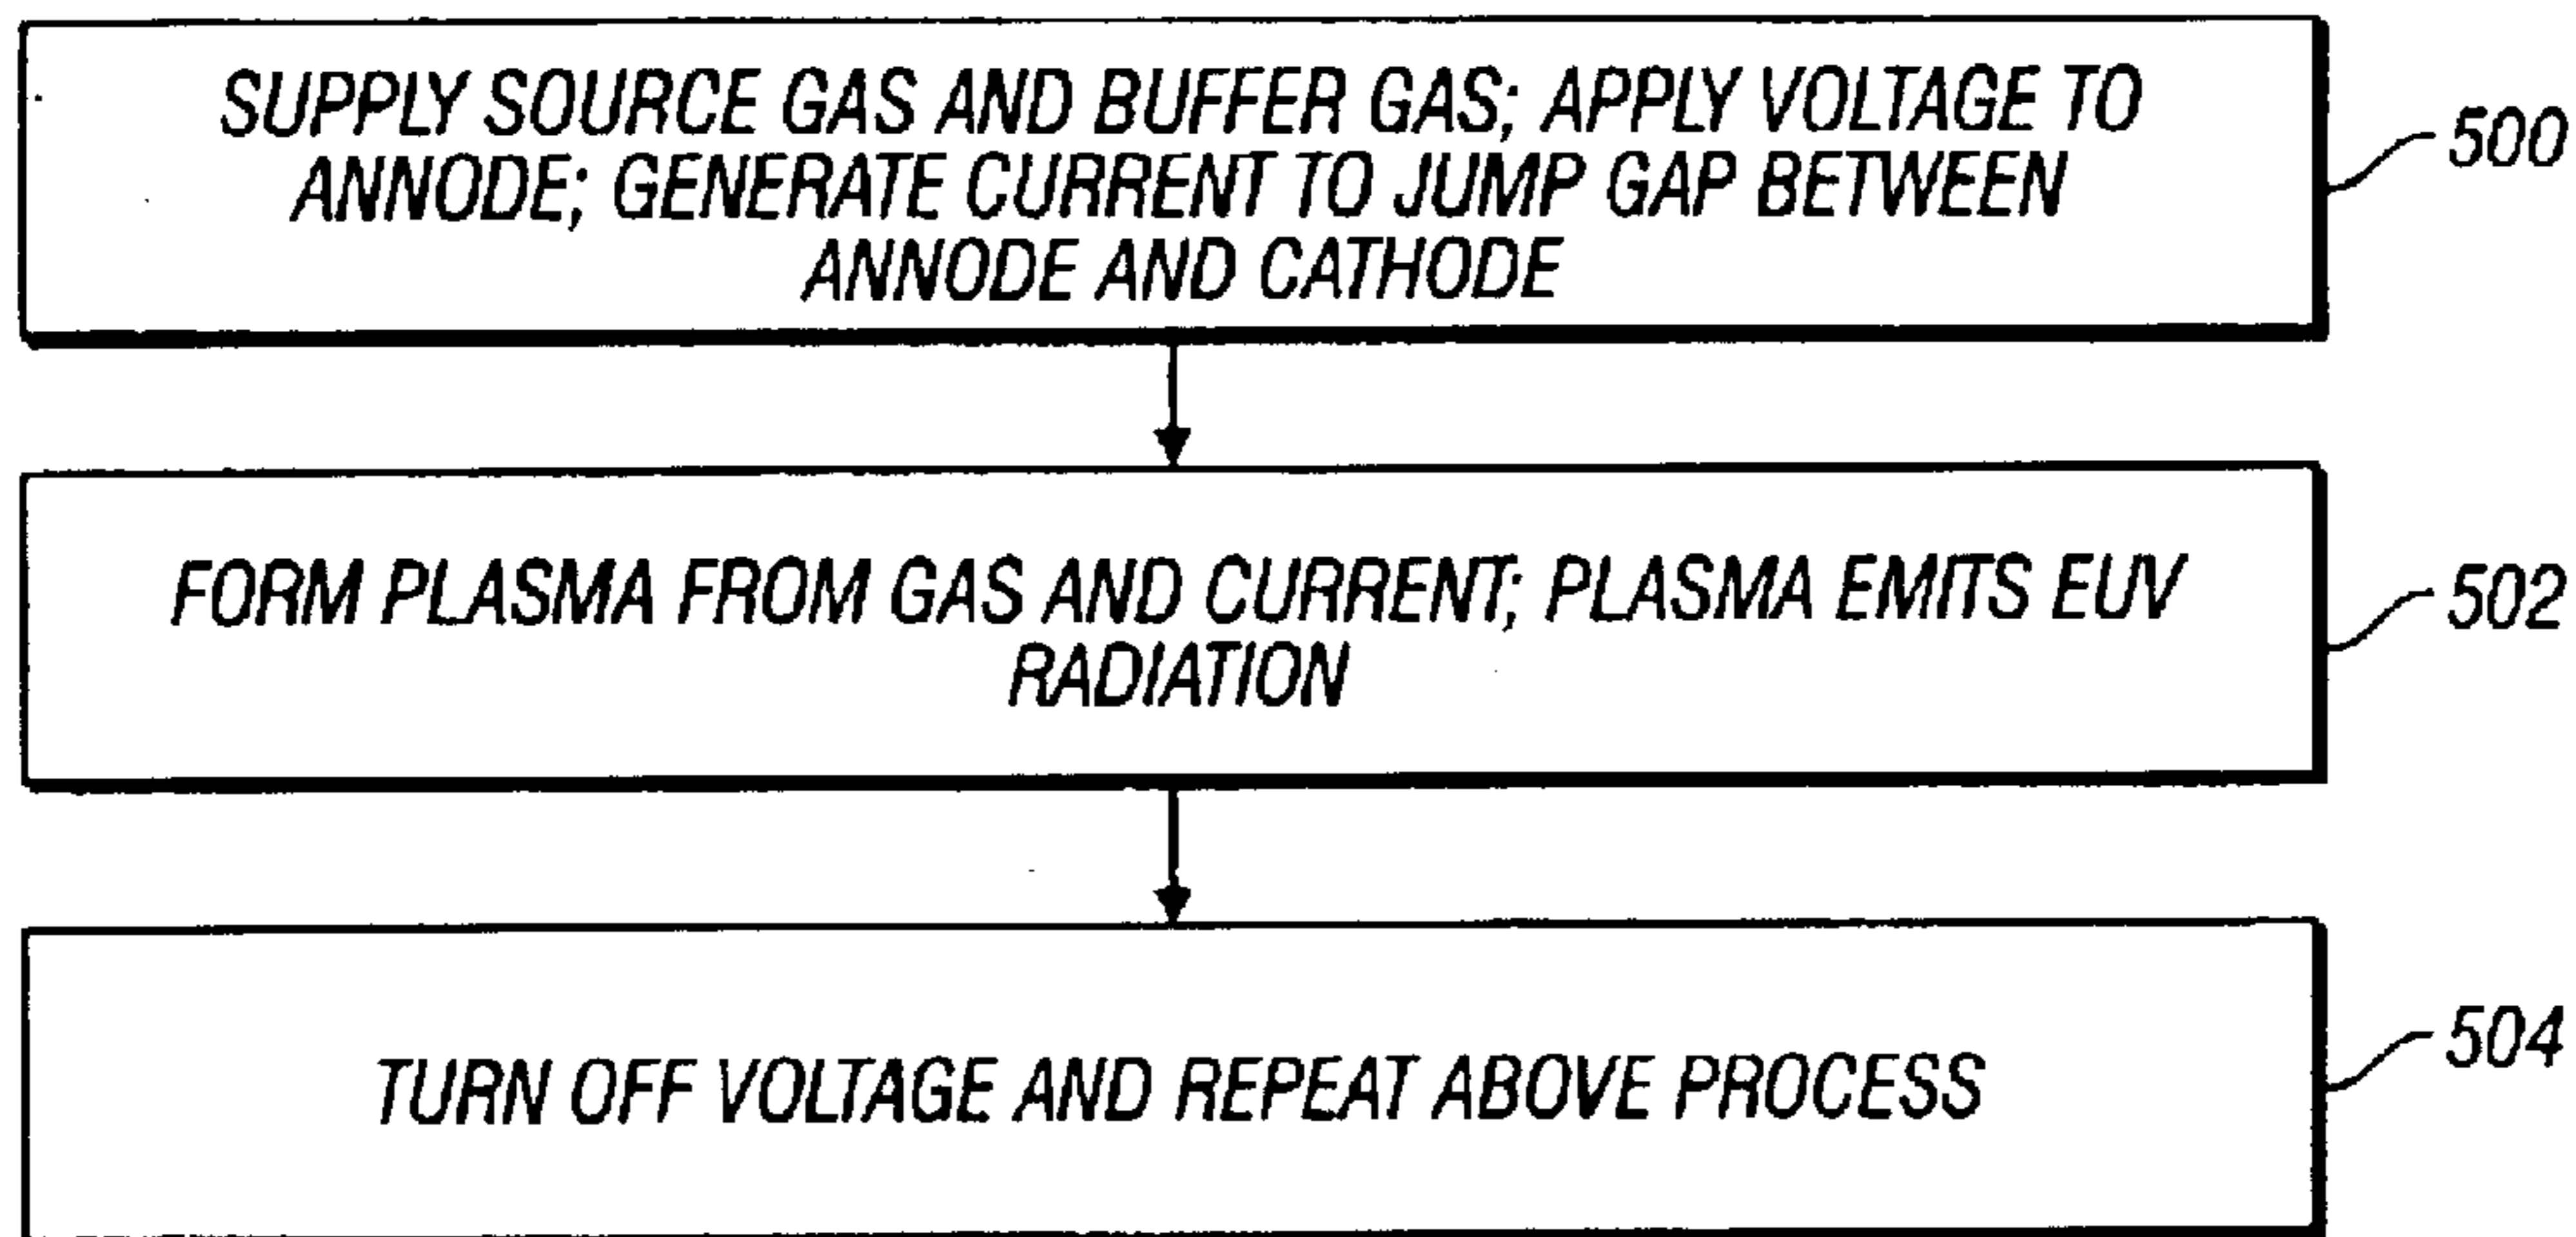 SUPPLY SOURCE GAS AND BUFFER GAS; APPLY VOLTAGE TO
ANNODE; GENERATE CURRENT TO JUMP GAP BETWEEN
ANNODE AND CATHODE
500
FORM PLASMA FROM GAS AND CURRENT; PLASMA EMITS EUV
RADIATION
502
TURN OFF VOLTAGE AND REPEAT ABOVE PROCESS
504